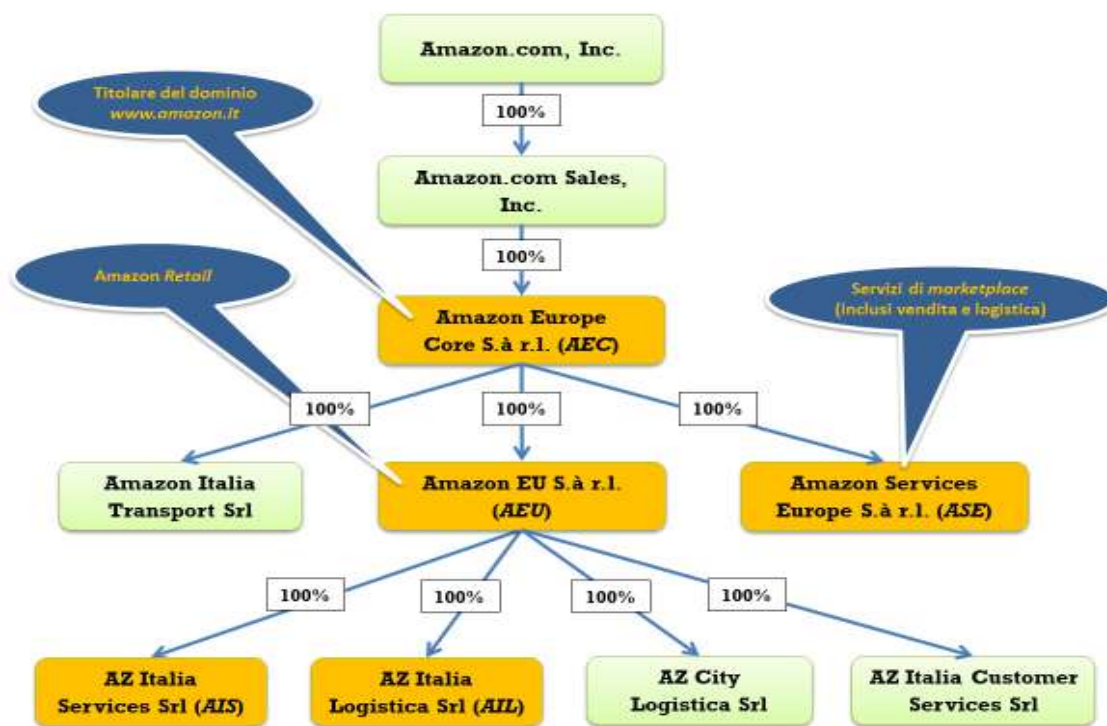 Amazon.com, Inc.
Titolare del dominio
www.amazon.it
100%
Amazon.com Sales,
Inc.
100%
Amazon Retail
Servizi di marketplace
(inclusi vendita e logistica)
Amazon Europe
Core S.à r.l. (AEC)
100%
100%
100%
Amazon Italia
Transport Srl
Amazon EU S.à r.l.
(AEU)
Amazon Services
Europe S.à r.l. (ASE)
100%
100%
100%
100%
AZ Italia
Services Srl (AIS)
AZ Italia
Logistica Srl (AIL)
AZ City
Logistica Srl
AZ Italia Customer
Services Srl